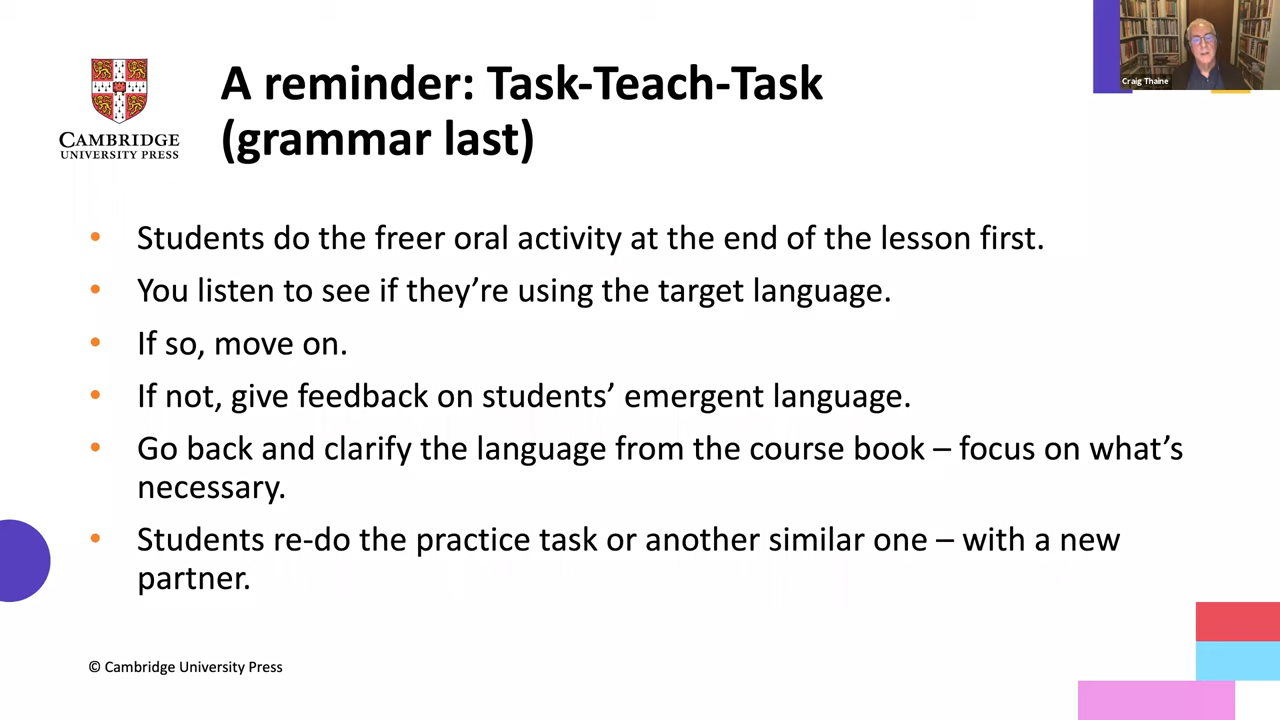 A reminder: Task-Teach-Task
(grammar last)
CAMBRIDGE
UNIVERSITY PRESS
Craig Thaine
• Students do the freer oral activity at the end of the lesson first.
• You listen to see if they’re using the target language.
• If so, move on.
• If not, give feedback on students’ emergent language.
• Go back and clarify the language from the course book – focus on what’s
necessary.
• Students re-do the practice task or another similar one – with a new
partner.
© Cambridge University Press